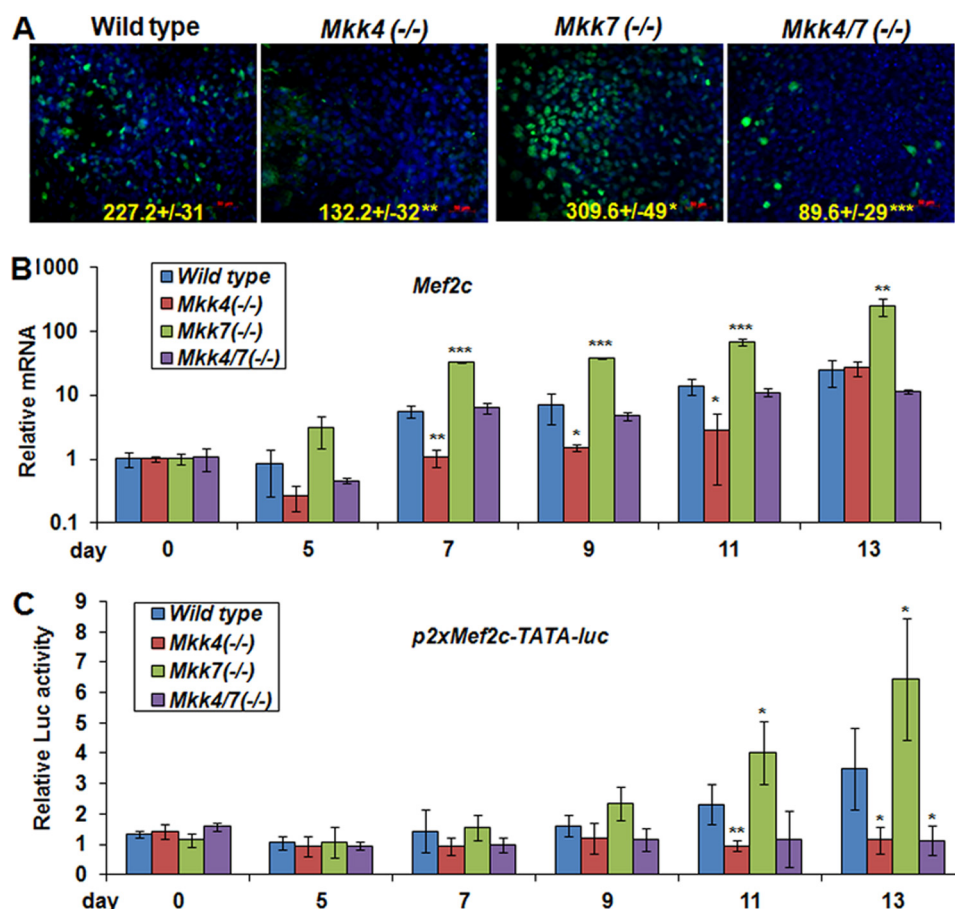 A
Wild type
Mkk4 (-/-)
Mkk7 (-/-)
Mkk4/7 (-/-)
227.2+/-31
132.2+/-32**
309.6+/-49*
89.6+/-29***
B
Relative mRNA
1000
100
10
1
0.1
Wild type
Mkk4(-/-)
Mkk7(-/-)
Mkk4/7(-/-)
Mef2c
**
***
*
***
*
***
**
day 0 5 7 9 11 13
C
Relative Luc activity
9
8
7
6
5
4
3
2
1
0
Wild type
Mkk4(-/-)
Mkk7(-/-)
Mkk4/7(-/-)
p2xMef2c-TATA-luc
**
*
*
*
*
day 0 5 7 9 11 13